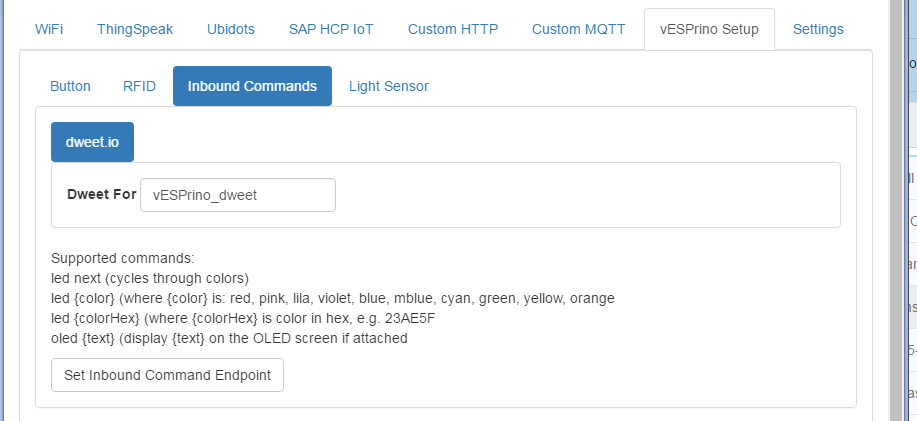 WiFi ThingSpeak Ubidots SAP HCP IoT Custom HTTP Custom MQTT vESPrino Setup Settings
Button RFID Inbound Commands Light Sensor
dweet.io
Dweet For vESPrino_dweet
Supported commands:
led next (cycles through colors)
led {color} (where {color} is: red, pink, lila, violet, blue, mblue, cyan, green, yellow, orange
led {colorHex} (where {colorHex} is color in hex, e.g. 23AE5F
oled {text} (display {text} on the OLED screen if attached
Set Inbound Command Endpoint